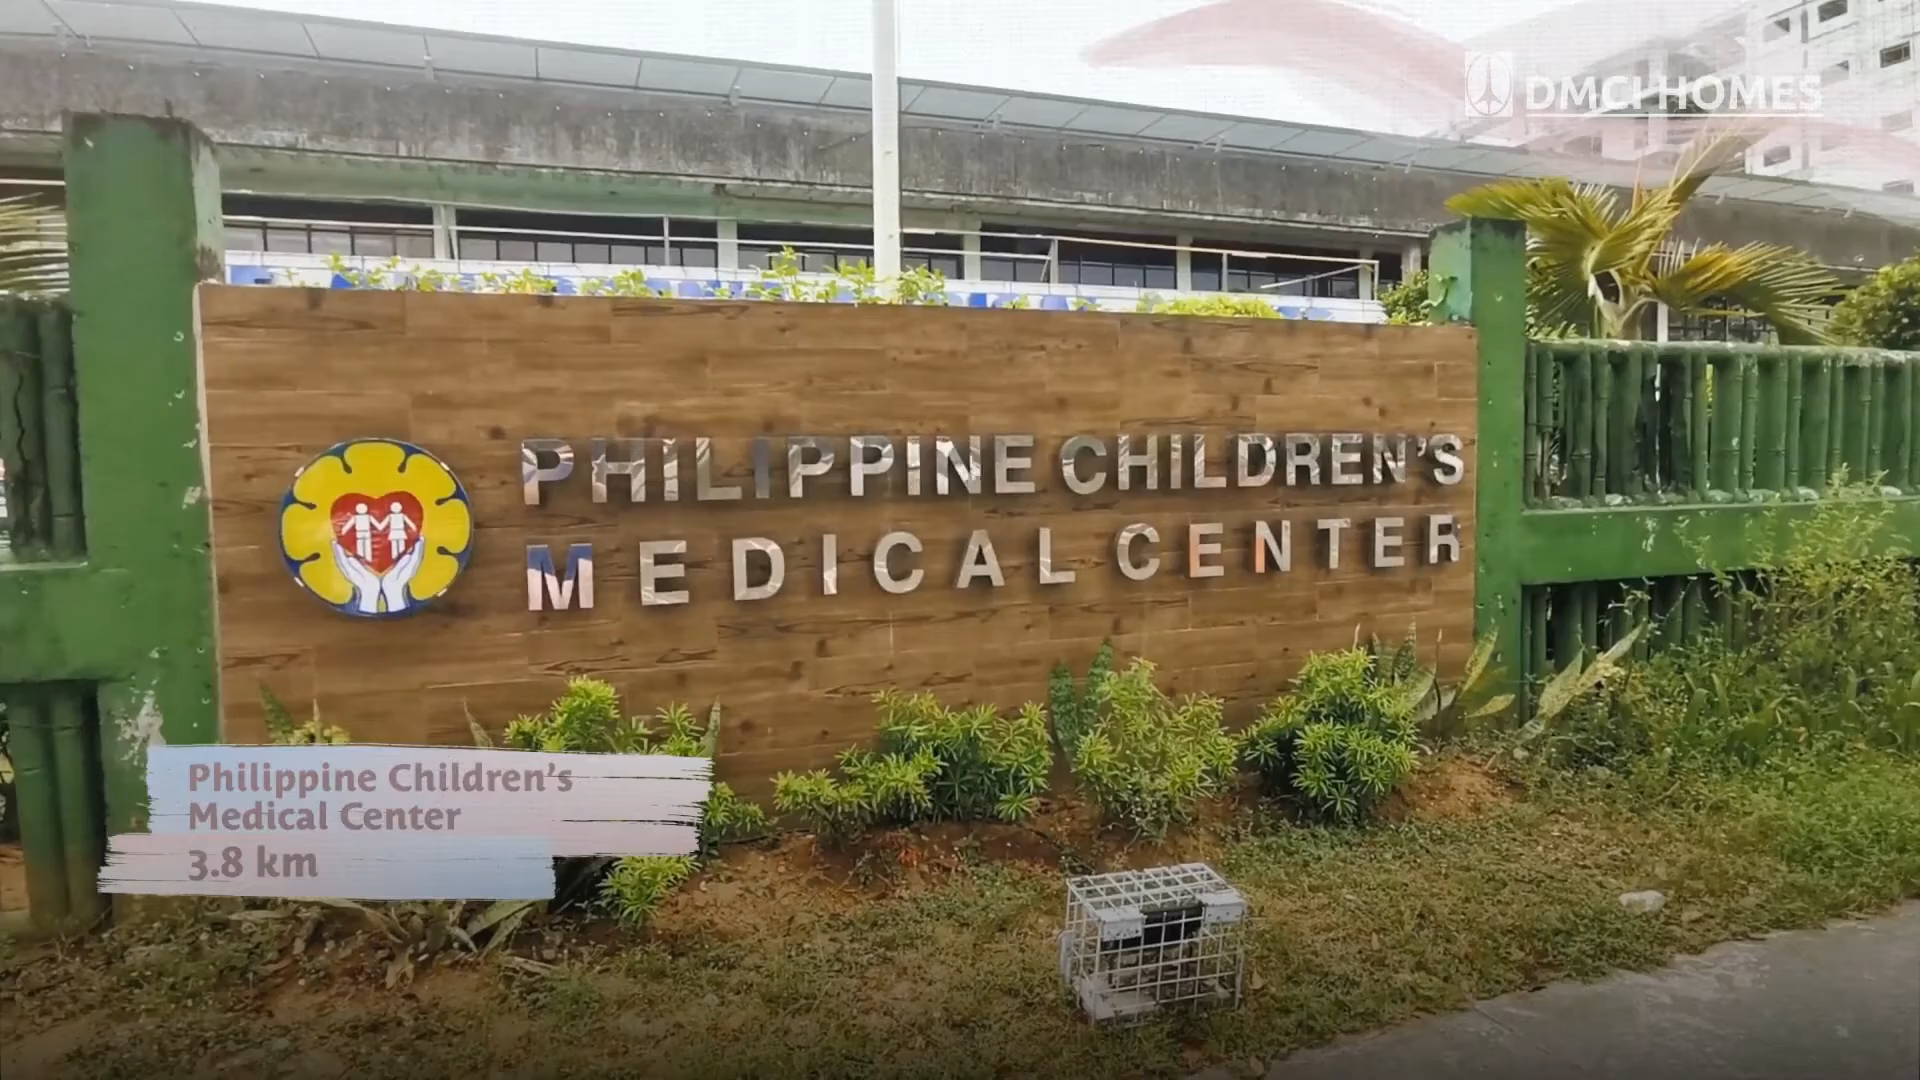 DMCI HOMES
PHILIPPINE CHILDREN'S
MEDICAL CENTER
Philippine Children's
Medical Center
3.8 km